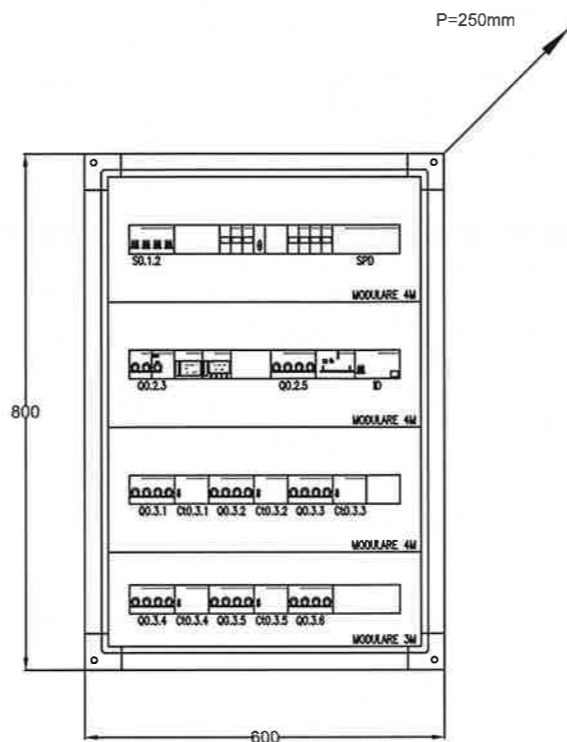 P=250mm
S0.1.2 SPD
MODULARE 4M
Q0.2.3 Q0.2.5 ID
MODULARE 4M
800
Q0.3.1 Ct0.3.1 Q0.3.2 Ct0.3.2 Q0.3.3 Ct0.3.3
MODULARE 4M
Q0.3.4 Ct0.3.4 Q0.3.5 Ct0.3.5 Q0.3.6
MODULARE 3M
600